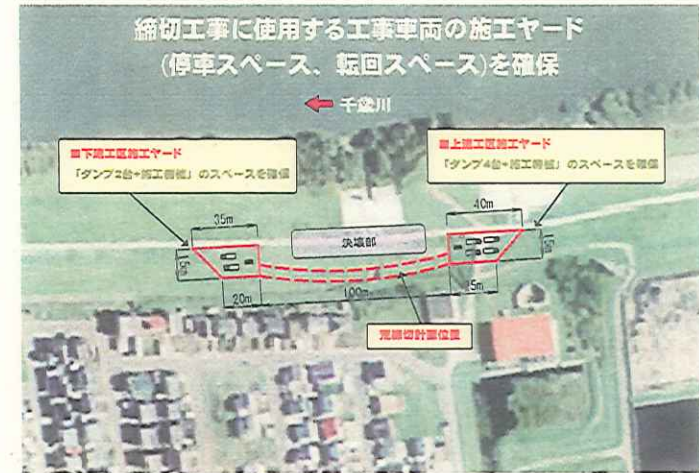 締切工事に使用する工事車両の施工ヤード
(停車スペース、転回スペース)を確保
千歳川
■下流工区施工ヤード
「ダンプ2台+施工機械」のスペースを確保
■上流工区施工ヤード
「ダンプ4台+施工機械」のスペースを確保
35m
40m
決壊部
15m
15m
20m
100m
25m
荒締切計画位置